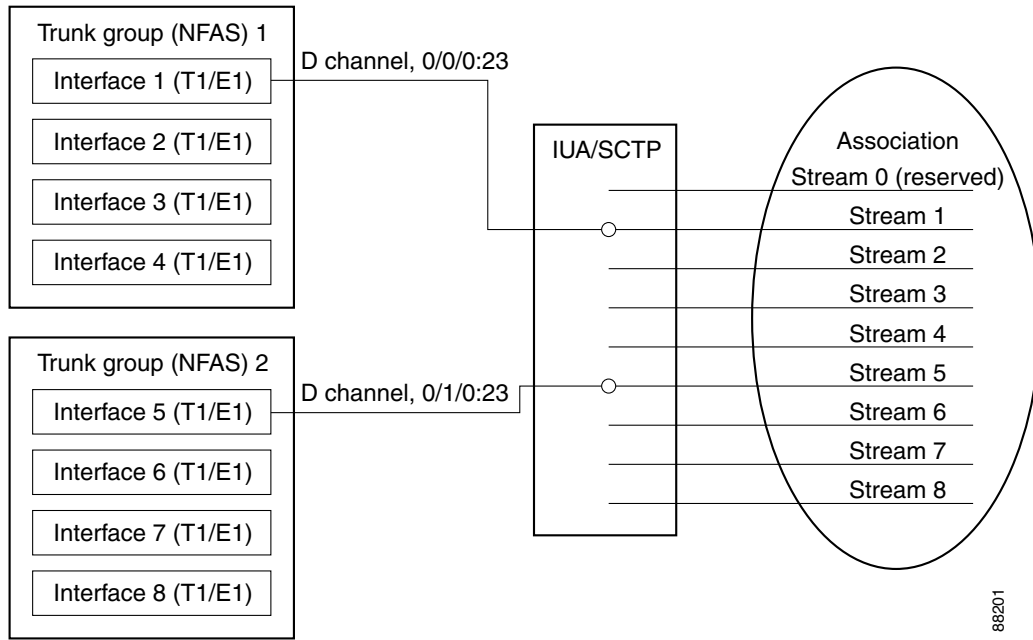 Trunk group (NFAS) 1
Interface 1 (T1/E1)
Interface 2 (T1/E1)
Interface 3 (T1/E1)
Interface 4 (T1/E1)
D channel, 0/0/0:23
Trunk group (NFAS) 2
Interface 5 (T1/E1)
Interface 6 (T1/E1)
Interface 7 (T1/E1)
Interface 8 (T1/E1)
D channel, 0/1/0:23
IUA/SCTP
Association
Stream 0 (reserved)
Stream 1
Stream 2
Stream 3
Stream 4
Stream 5
Stream 6
Stream 7
Stream 8
88201